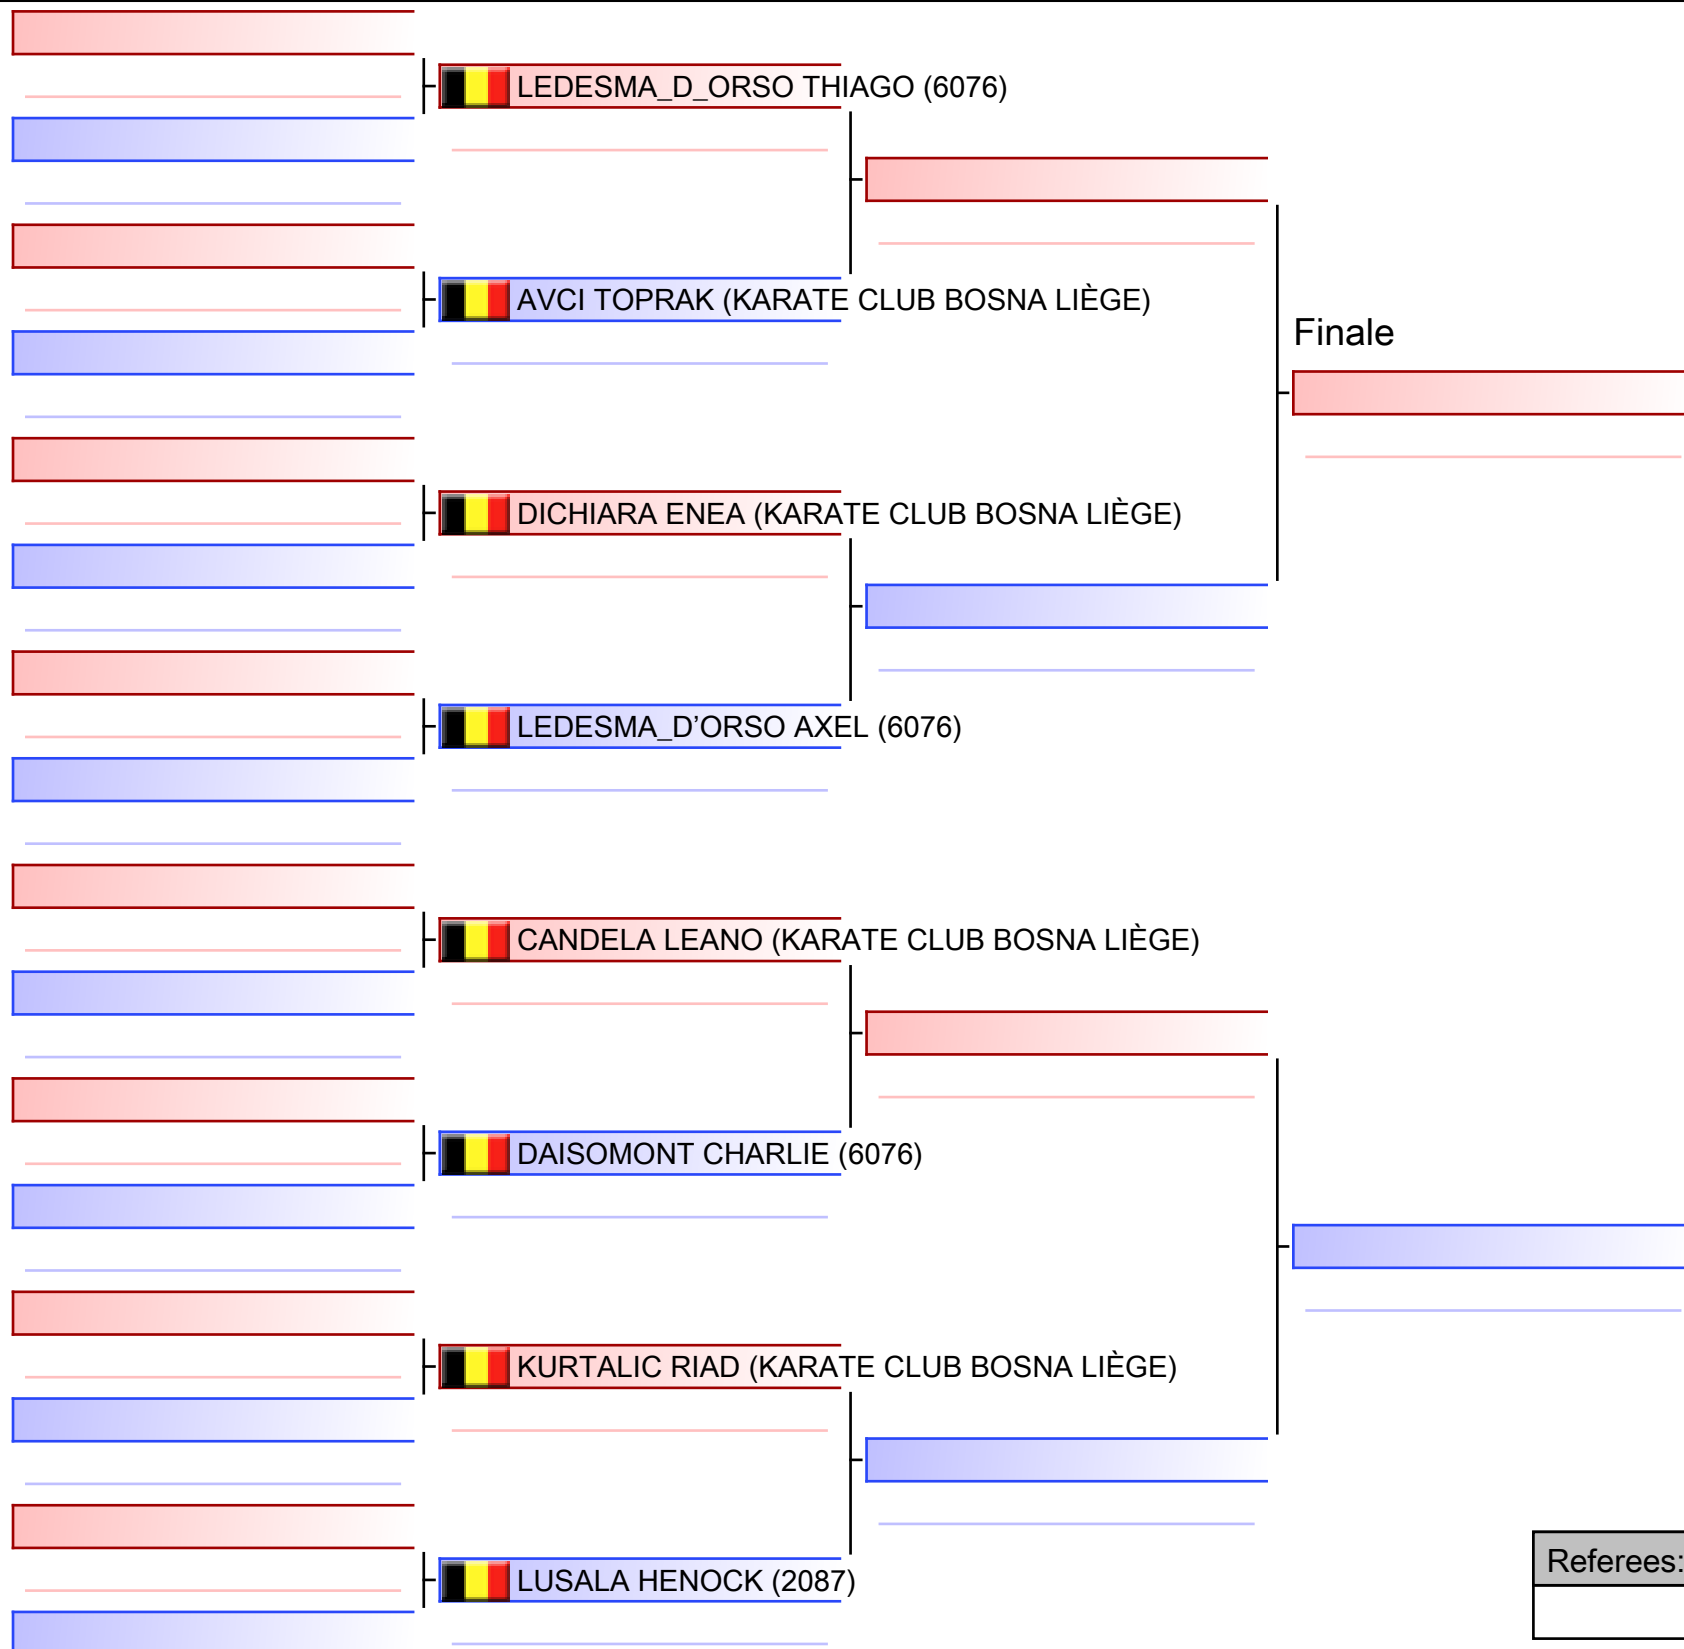 LEDESMA_D_ORSO THIAGO (6076)
AVCI TOPRAK (KARATE CLUB BOSNA LIÈGE)
Finale
DICHIARA ENEA (KARATE CLUB BOSNA LIÈGE)
LEDESMA_D’ORSO AXEL (6076)
CANDELA LEANO (KARATE CLUB BOSNA LIÈGE)
DAISOMONT CHARLIE (6076)
KURTALIC RIAD (KARATE CLUB BOSNA LIÈGE)
Referees:
LUSALA HENOCK (2087)